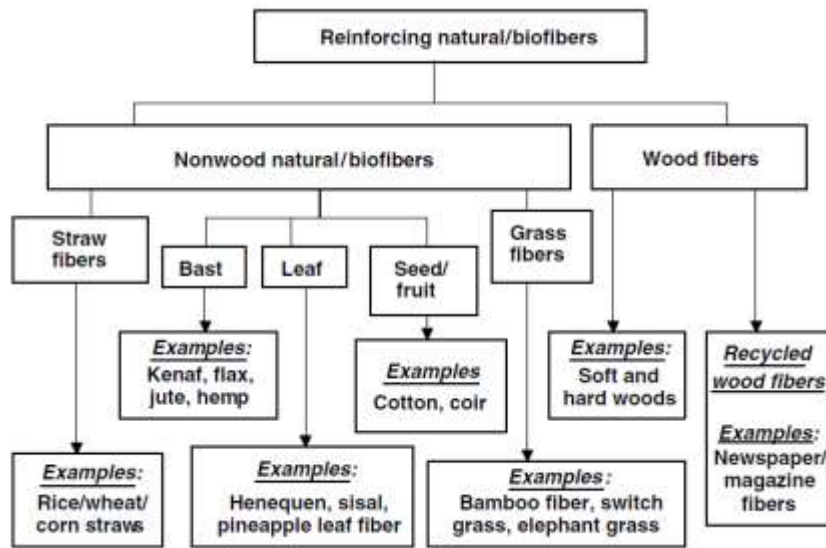 Reinforcing natural/biofibers
Nonwood natural/biofibers
Wood fibers
Straw
fibers
Bast
Leaf
Seed/
fruit
Grass
fibers
Examples:
Kenaf, flax,
jute, hemp
Examples
Cotton, coir
Examples:
Soft and
hard woods
Recycled
wood fibers
Examples:
Newspaper/
magazine
fibers
Examples:
Rice/wheat/
corn straws
Examples:
Henequen, sisal,
pineapple leaf fiber
Examples:
Bamboo fiber, switch
grass, elephant grass